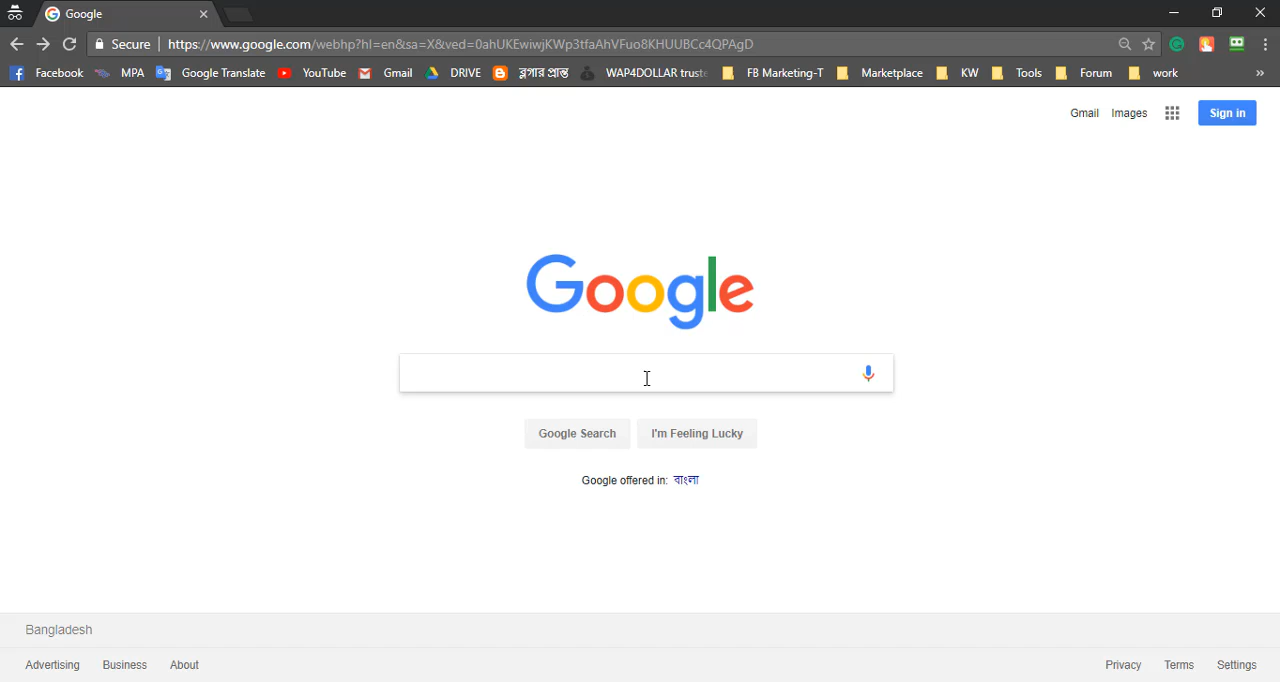 Google
Secure https://www.google.com/webhp?hl=en&sa=X&ved=0ahUKEwiwjKWp3tfaAhVFuo8KHUUBCc4QPAgD
Facebook MPA Google Translate YouTube Gmail DRIVE ব্লগার প্রান্ত WAP4DOLLAR truste FB Marketing-T Marketplace KW Tools Forum work
Gmail Images Sign in
Google
Google Search I'm Feeling Lucky
Google offered in: বাংলা
Bangladesh
Advertising Business About Privacy Terms Settings